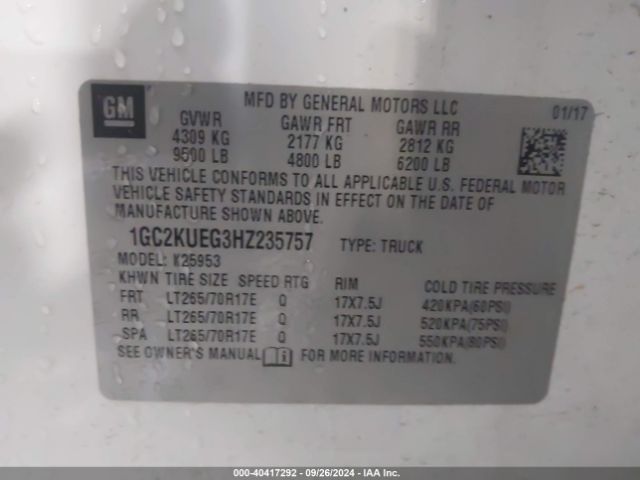 GM
MFD BY GENERAL MOTORS LLC 01/17
GVWR GAWR FRT GAWR RR
4309 KG 2177 KG 2812 KG
9500 LB 4800 LB 6200 LB
THIS VEHICLE CONFORMS TO ALL APPLICABLE U.S. FEDERAL MOTOR
VEHICLE SAFETY STANDARDS IN EFFECT ON THE DATE OF
MANUFACTURE SHOWN ABOVE.
1GC2KUEG3HZ235757 TYPE: TRUCK
MODEL: K25953
KHWN TIRE SIZE SPEED RTG RIM COLD TIRE PRESSURE
FRT LT265/70R17E Q 17X7.5J 420KPA(60PSI)
RR LT265/70R17E Q 17X7.5J 520KPA(75PSI)
SPA LT265/70R17E Q 17X7.5J 550KPA(80PSI)
SEE OWNER'S MANUAL FOR MORE INFORMATION.
000-40417292 - 09/26/2024 - IAA Inc.